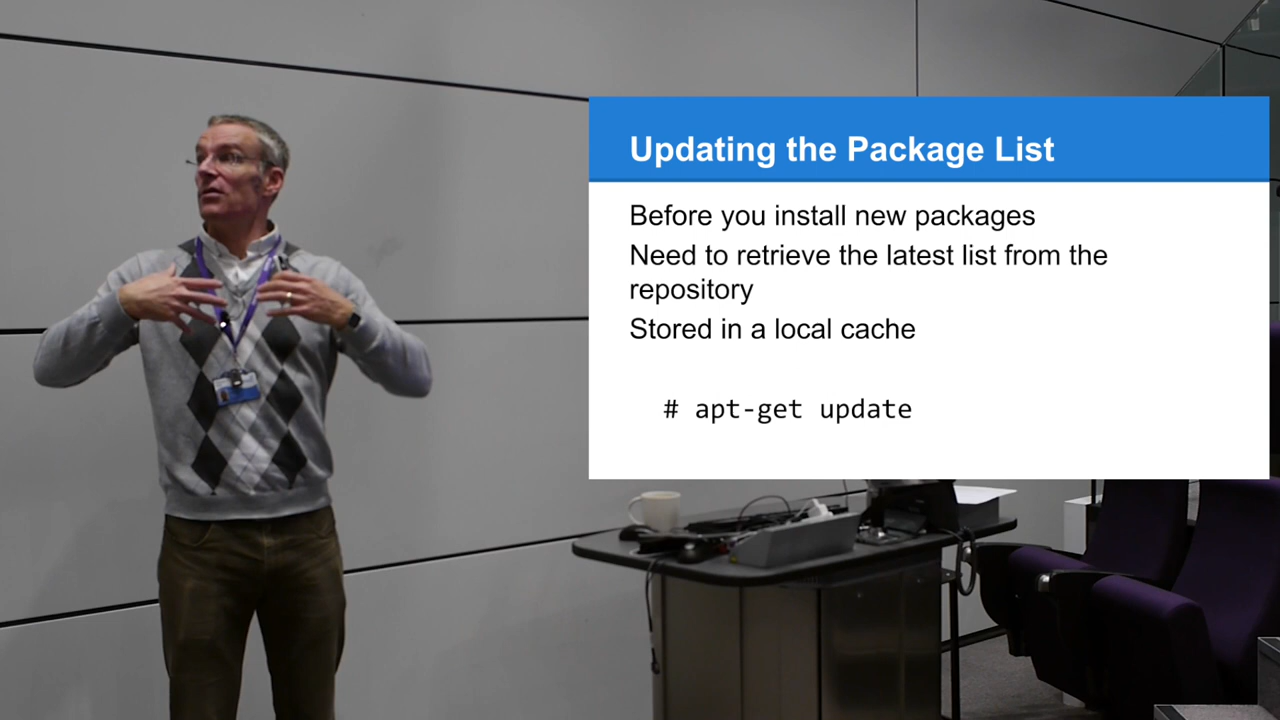 Updating the Package List
Before you install new packages
Need to retrieve the latest list from the
repository
Stored in a local cache
# apt-get update